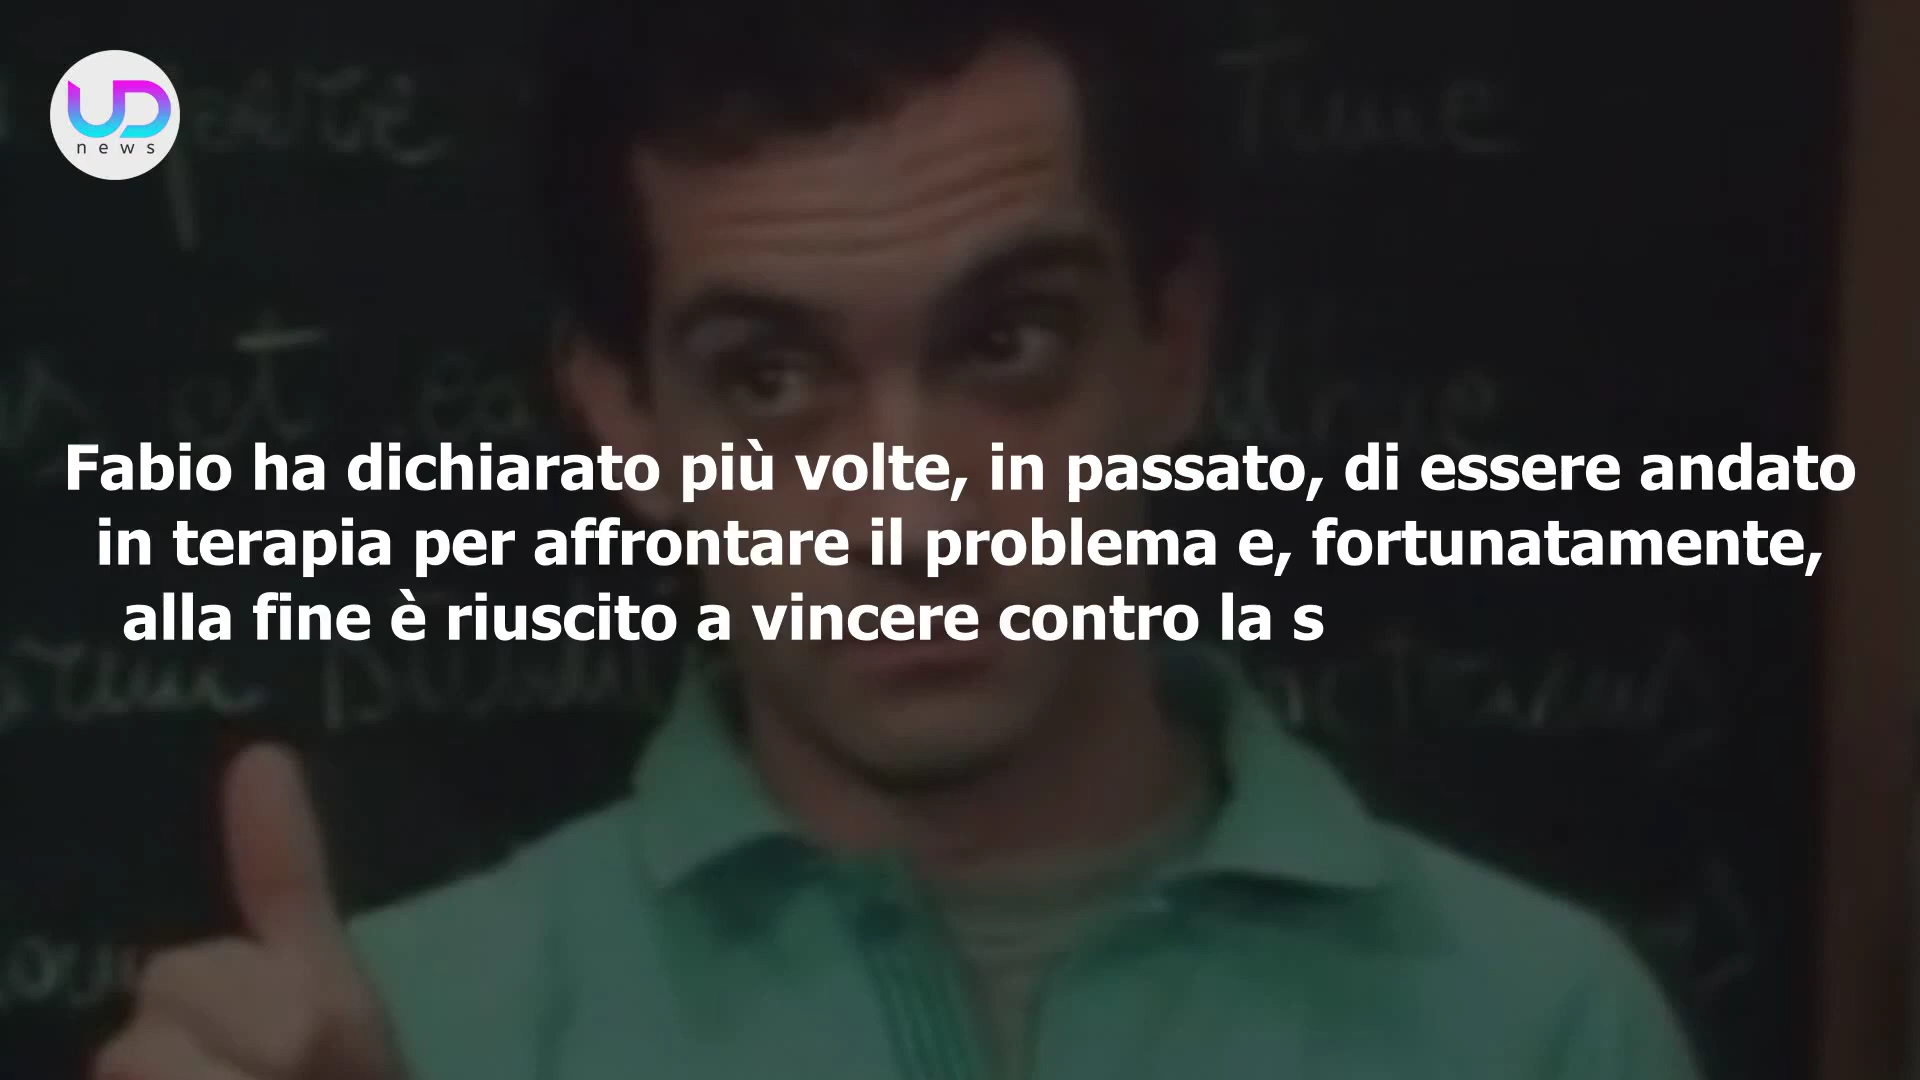 UD
news
Time
Fabio ha dichiarato più volte, in passato, di essere andato
in terapia per affrontare il problema e, fortunatamente,
alla fine è riuscito a vincere contro la s